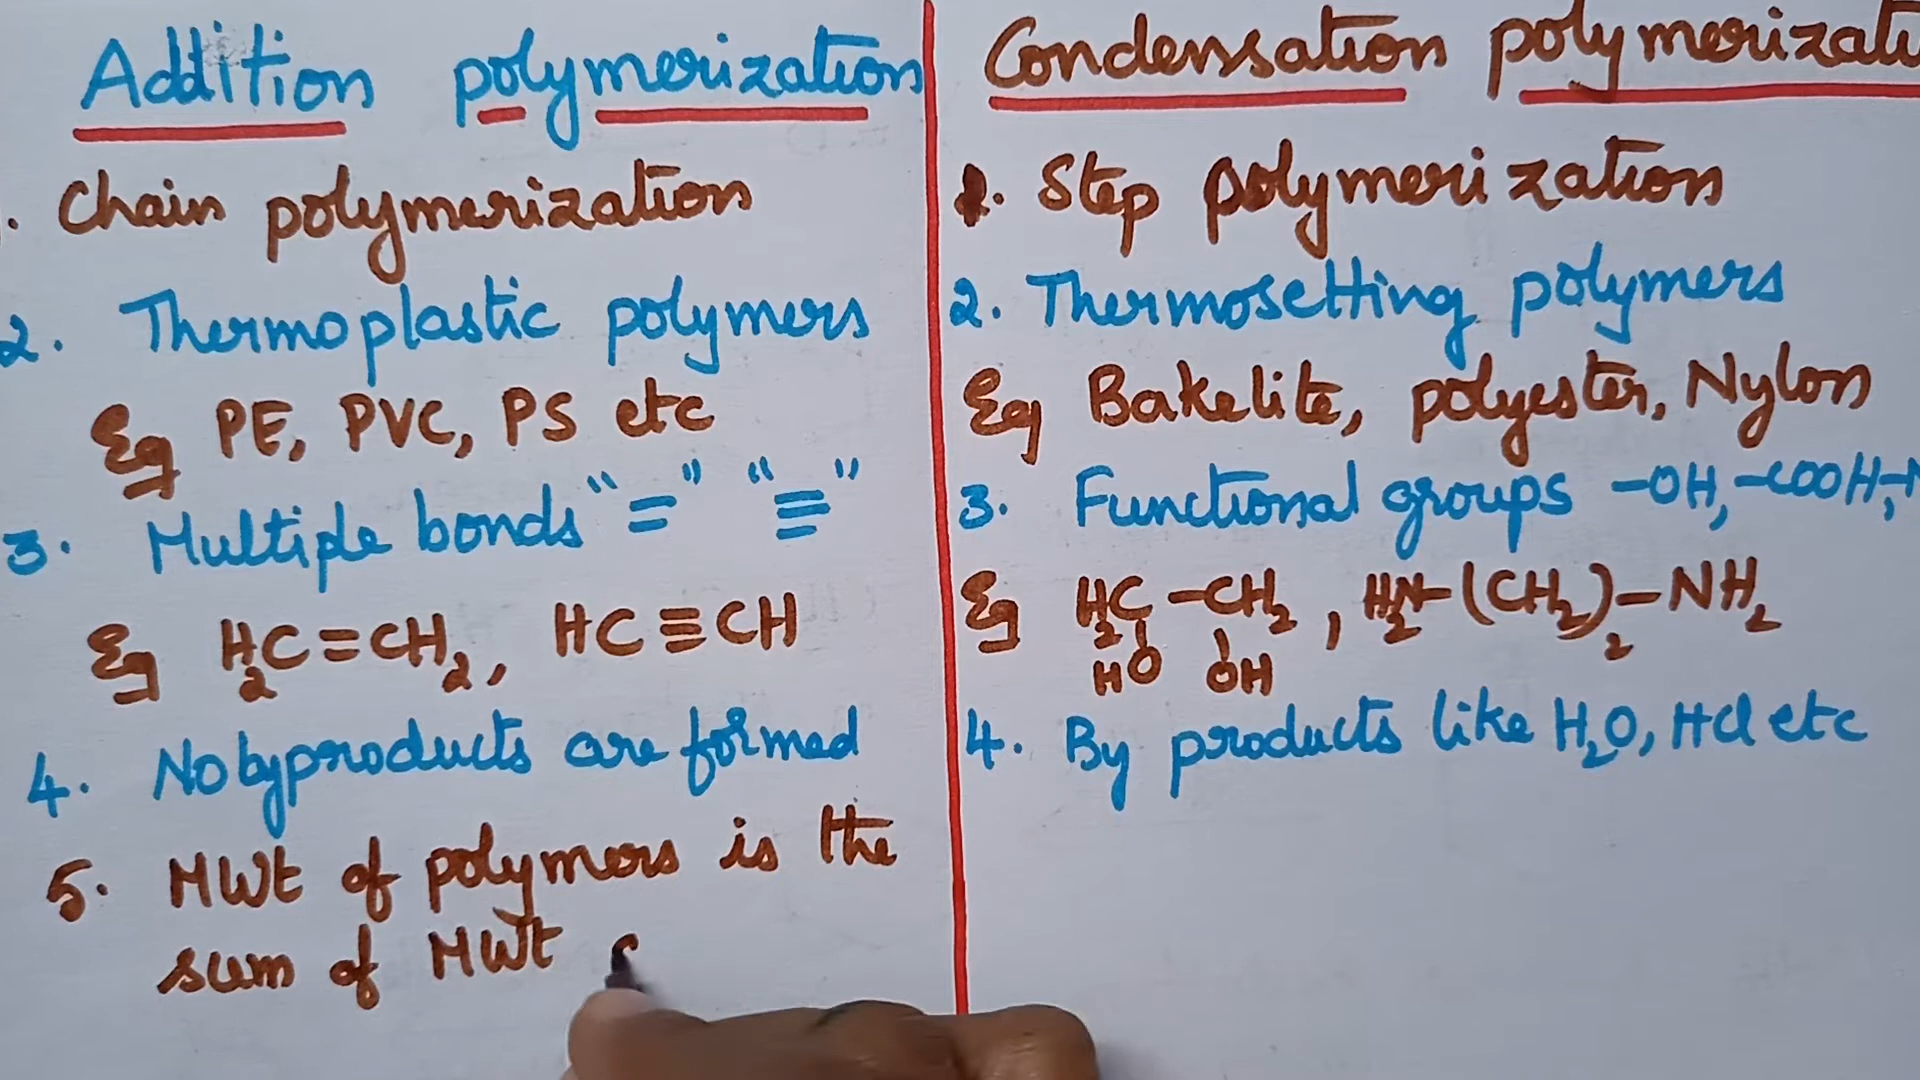 Addition polymerization
. Chain polymerization
2. Thermoplastic polymers
Eg PE, PVC, PS etc
3. Multiple bonds "=" "≡"
Eg H₂C=CH₂, HC≡CH
4. No byproducts are formed
5. MWt of polymers is the
sum of MWt
Condensation polymerizati
1. Step polymerization
2. Thermosetting polymers
Eg Bakelite, polyester, Nylon
3. Functional groups -OH, -COOH, -N
Eg H₂C-CH₂, H₂N-(CH₂)₂-NH₂
HO OH
4. By products like H₂O, HCl etc